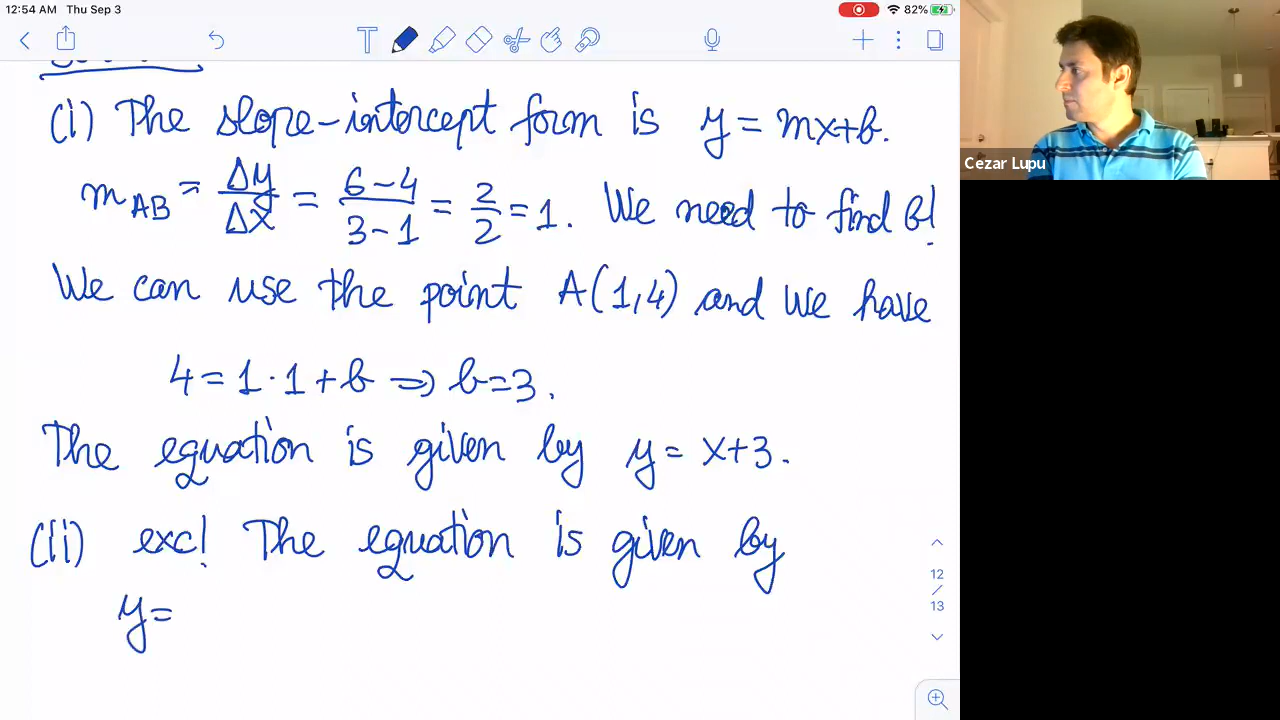 12:54 AM Thu Sep 3
82%
T
(i) The slope-intercept form is y = mx+b.
m AB = Δy/Δx = 6-4/3-1 = 2/2 = 1. We need to find b!
We can use the point A(1,4) and we have
4 = 1·1 + b ⇒ b=3.
The equation is given by y = x+3.
(ii) exc! The equation is given by
y=
12
/
13
Cezar Lupu